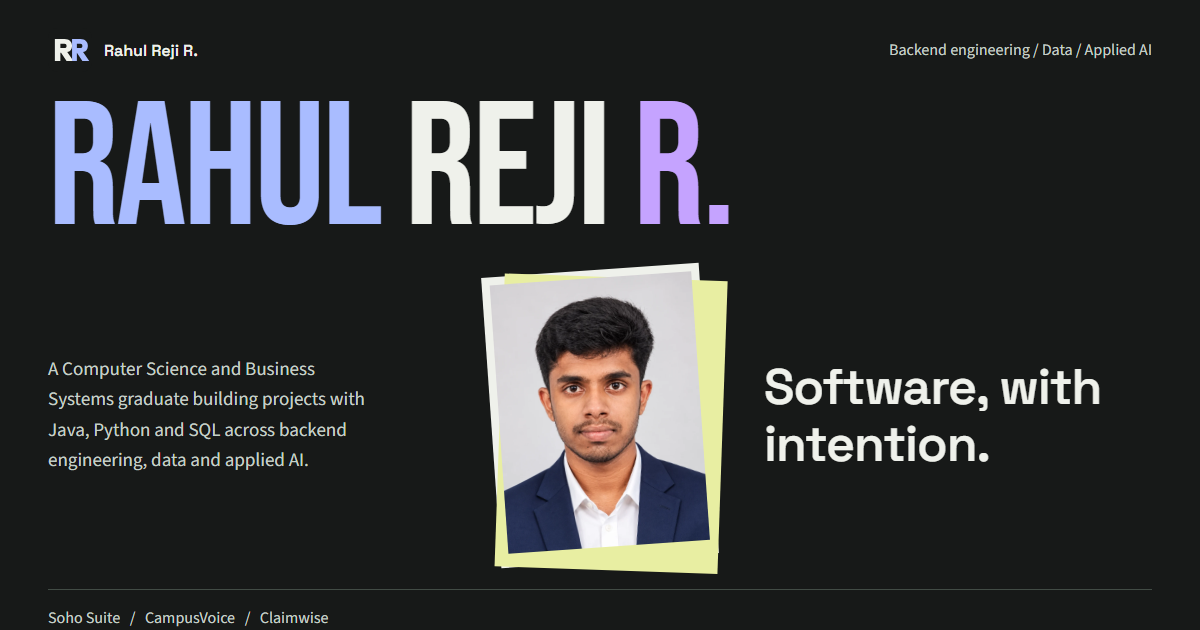 RR Rahul Reji R.
Backend engineering / Data / Applied AI
RAHUL REJI R.
A Computer Science and Business
Systems graduate building projects with
Java, Python and SQL across backend
engineering, data and applied AI.
Software, with
intention.
Soho Suite / CampusVoice / Claimwise